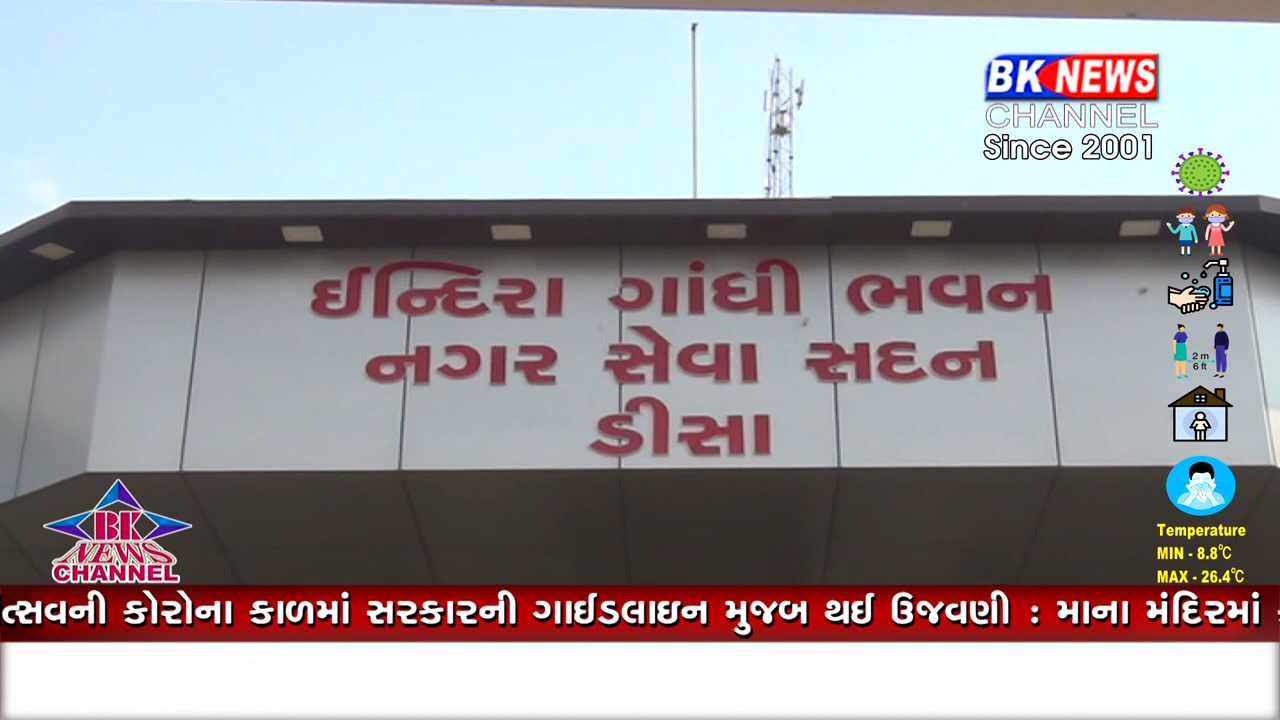 BK NEWS
CHANNEL
Since 2001
ઈન્દિરા ગાંધી ભવન
નગર સેવા સદન
ડીસા
2 m
6 ft
BK
NEWS
CHANNEL
Temperature
MIN - 8.8℃
MAX - 26.4℃
ત્સવની કોરોના કાળમાં સરકારની ગાઈડલાઇન મુજબ થઈ ઉજવણી : માના મંદિરમાં